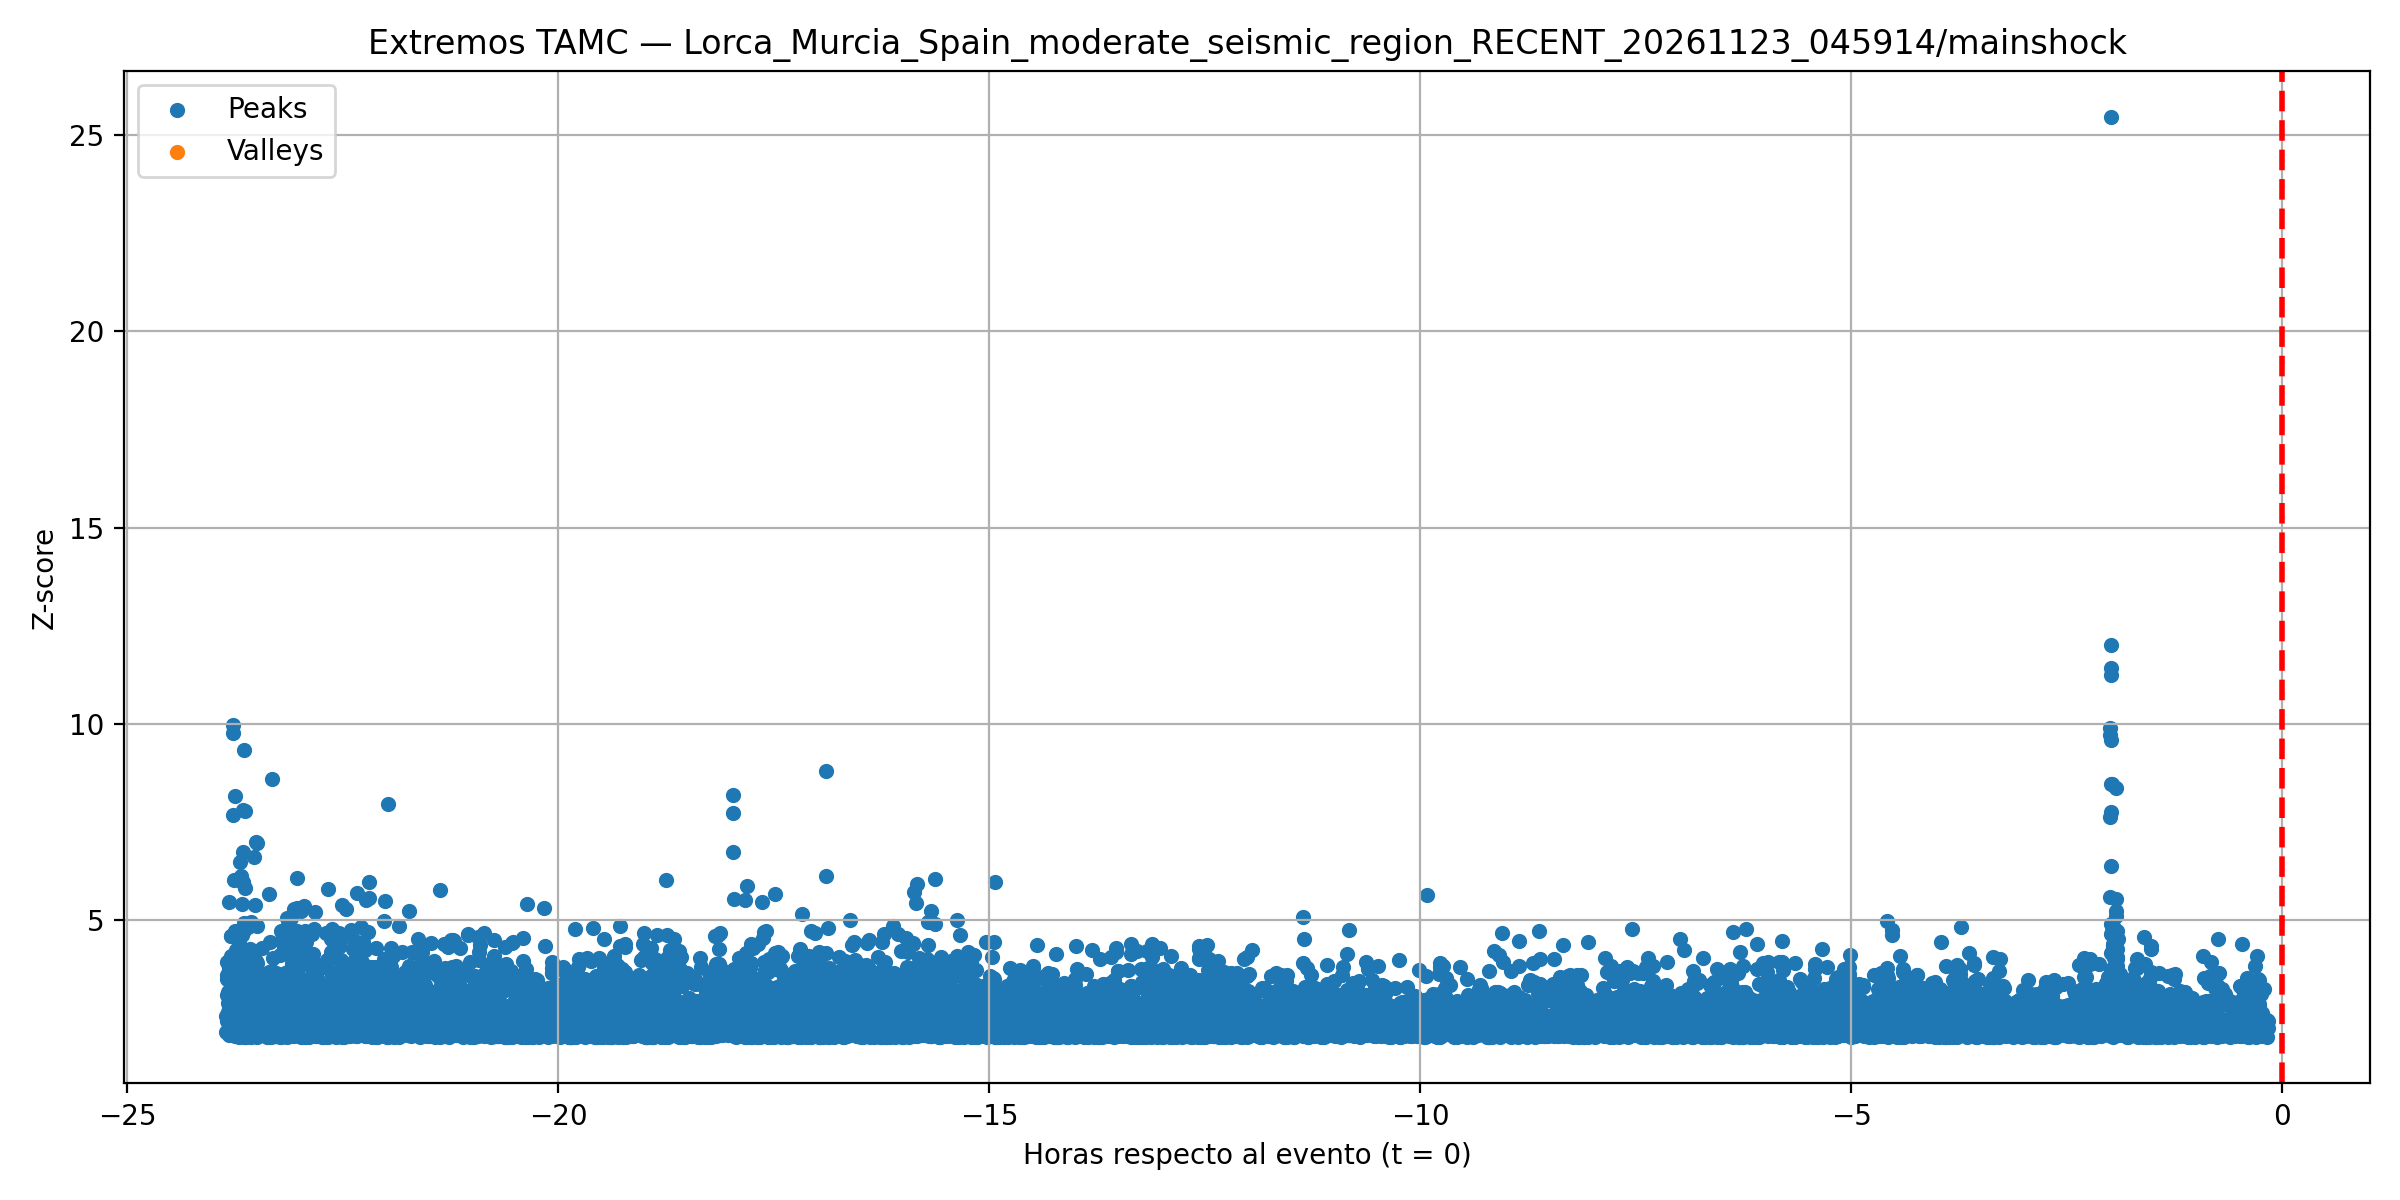 Extremos TAMC — Lorca_Murcia_Spain_moderate_seismic_region_RECENT_20261123_045914/mainshock
Peaks
Valleys
25
20
15
10
5
Z-score
−25
−20
−15
−10
−5
0
Horas respecto al evento (t = 0)